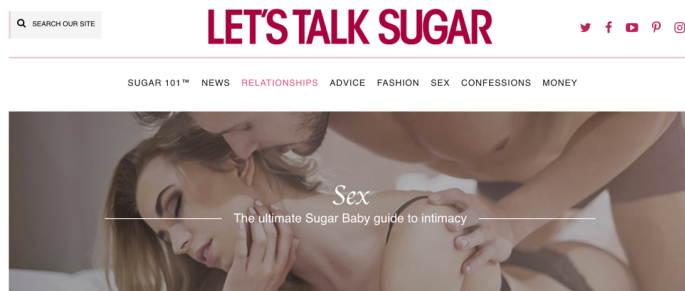 SEARCH OUR SITE
LET'S TALK SUGAR
SUGAR 101™ NEWS RELATIONSHIPS ADVICE FASHION SEX CONFESSIONS MONEY
Sex
The ultimate Sugar Baby guide to intimacy